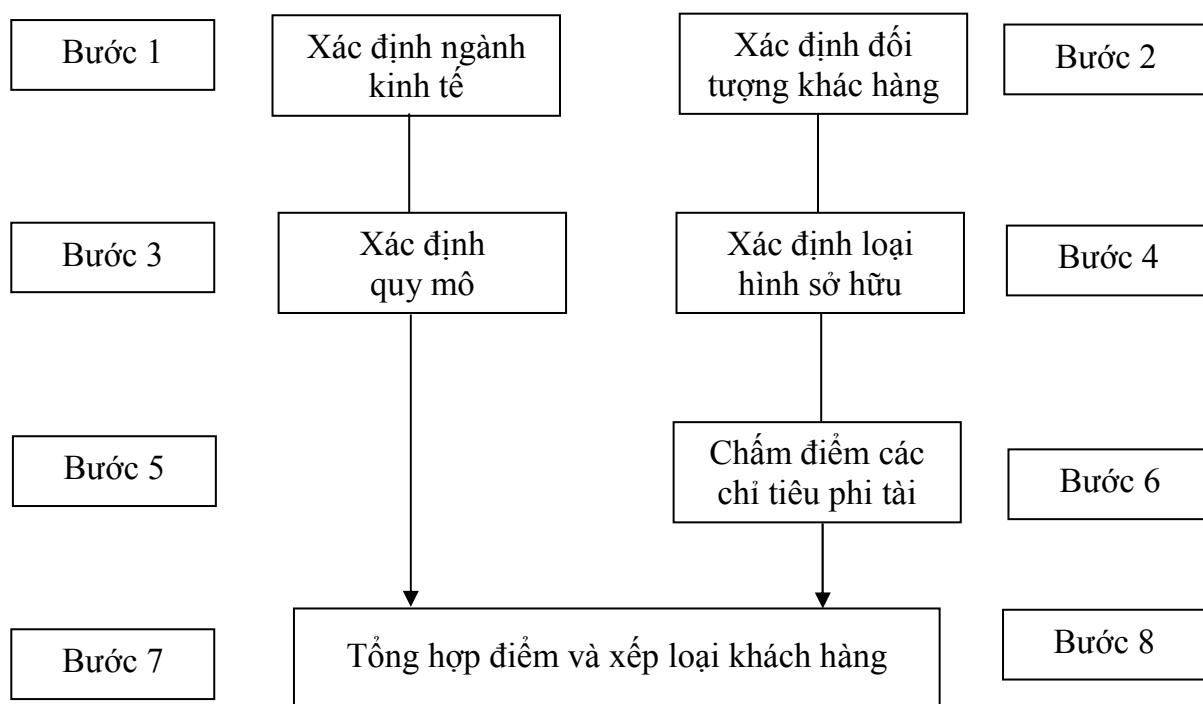 Bước 1
Xác định ngành
kinh tế
Xác định đối
tượng khác hàng
Bước 2
Bước 3
Xác định
quy mô
Xác định loại
hình sở hữu
Bước 4
Bước 5
Chấm điểm các
chỉ tiêu phi tài
Bước 6
Bước 7
Tổng hợp điểm và xếp loại khách hàng
Bước 8